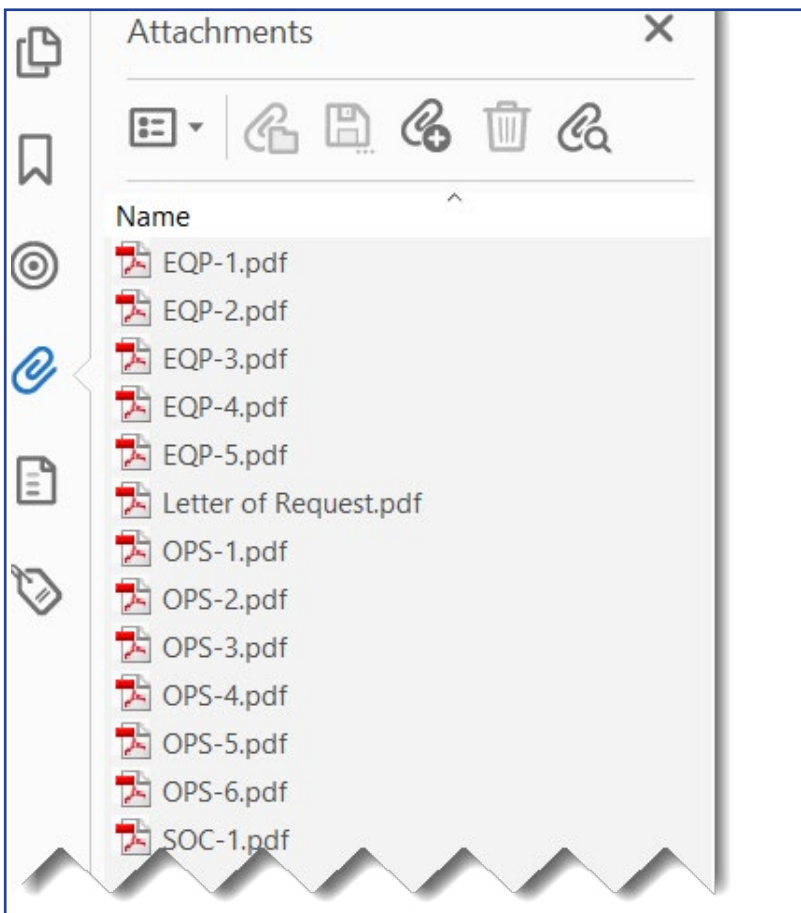 Attachments
Name
EQP-1.pdf
EQP-2.pdf
EQP-3.pdf
EQP-4.pdf
EQP-5.pdf
Letter of Request.pdf
OPS-1.pdf
OPS-2.pdf
OPS-3.pdf
OPS-4.pdf
OPS-5.pdf
OPS-6.pdf
SOC-1.pdf